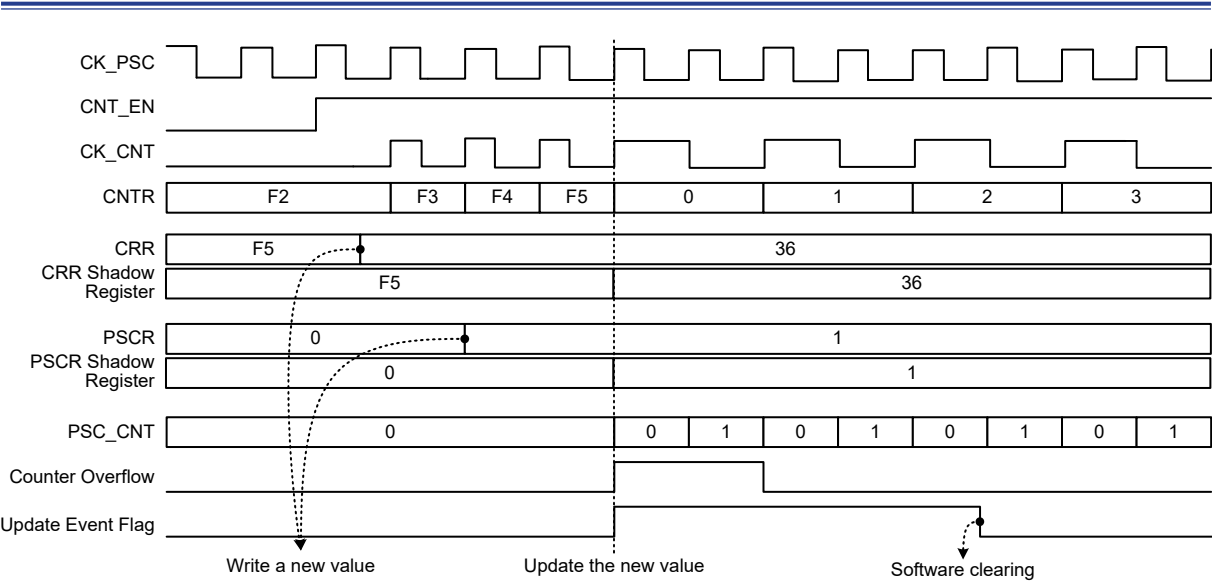 CK_PSC
CNT_EN
CK_CNT
CNTR F2 F3 F4 F5 0 1 2 3
CRR F5 36
CRR Shadow
Register F5 36
PSCR 0 1
PSCR Shadow
Register 0 1
PSC_CNT 0 0 1 0 1 0 1 0 1
Counter Overflow
Update Event Flag
Write a new value Update the new value Software clearing